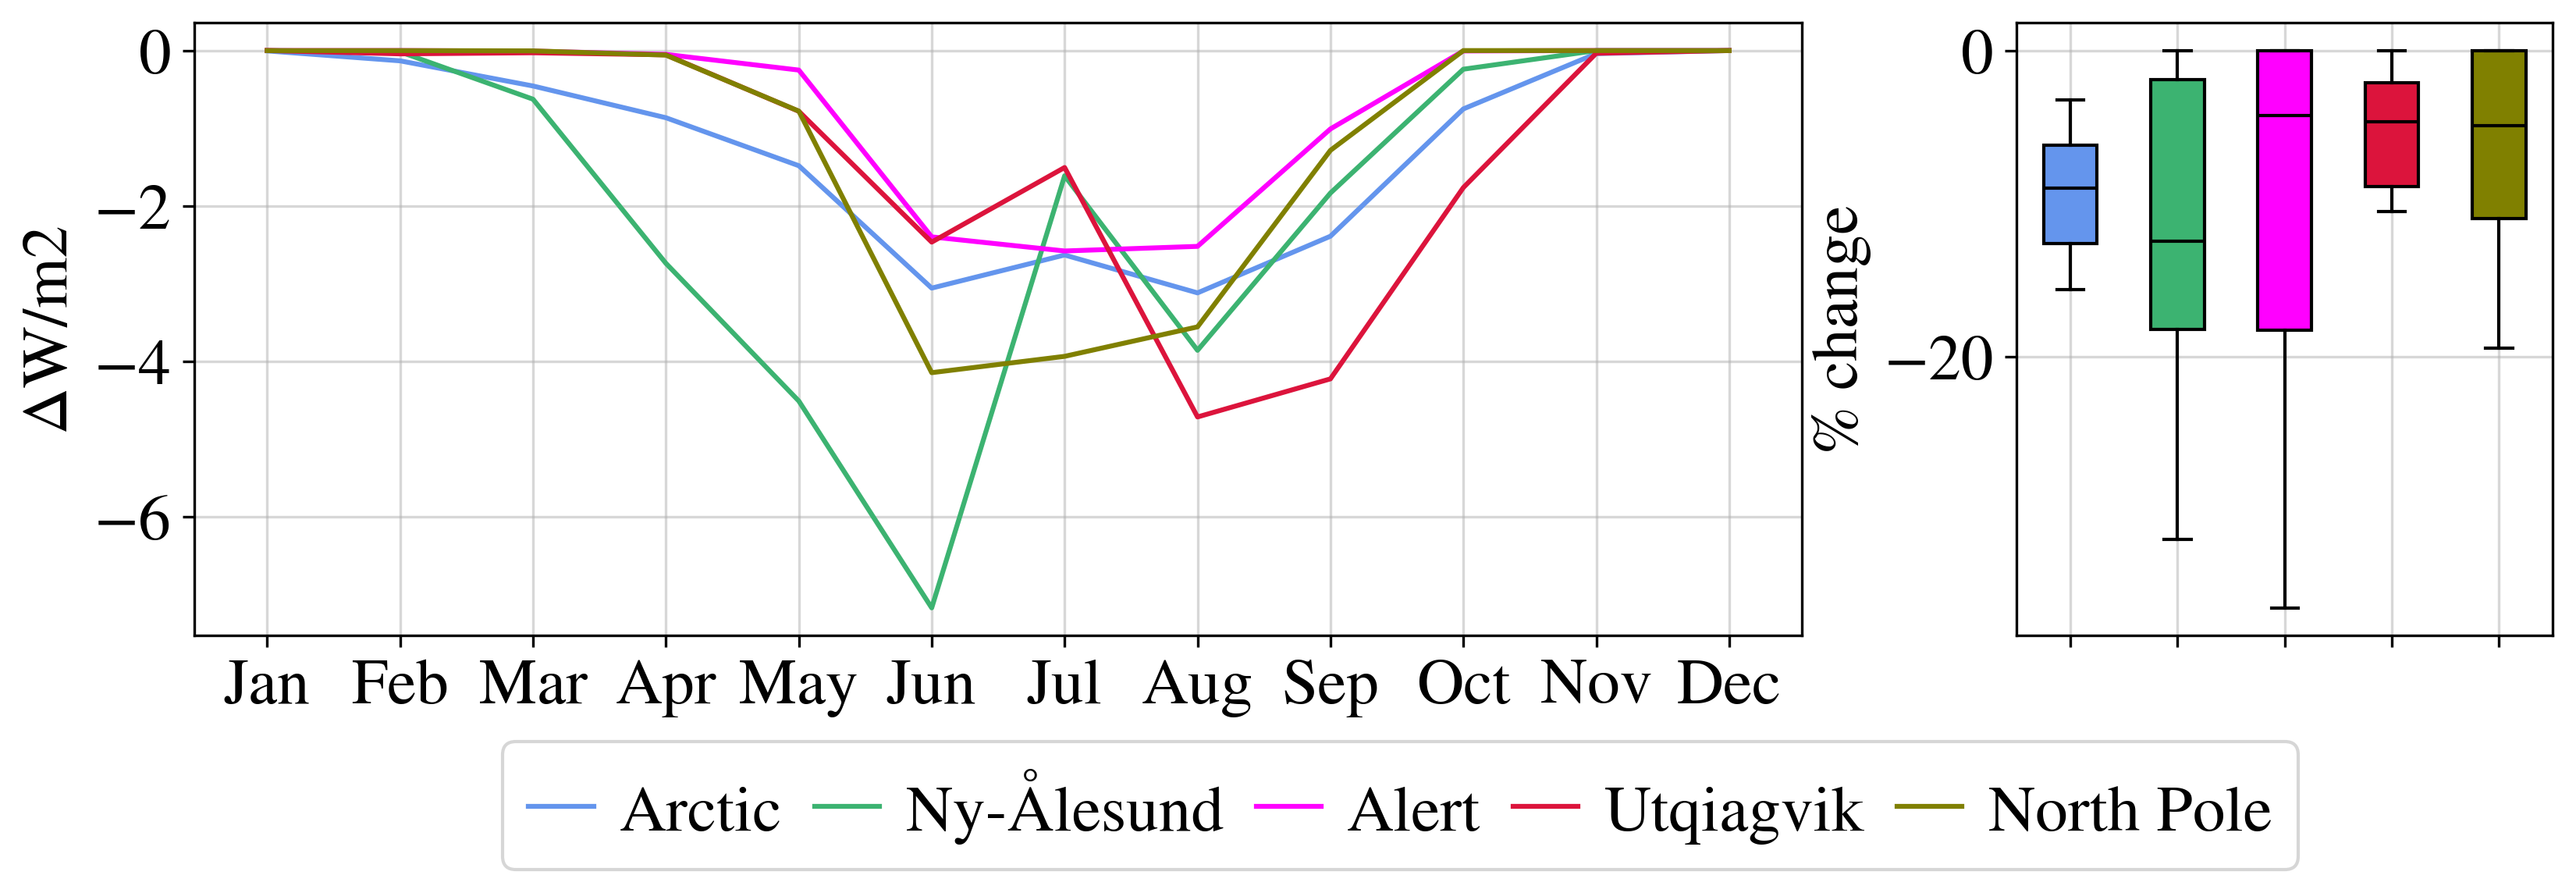 ΔW/m2
0
−2
−4
−6
Jan Feb Mar Apr May Jun Jul Aug Sep Oct Nov Dec
% change
0
−20
Arctic Ny-Ålesund Alert Utqiagvik North Pole